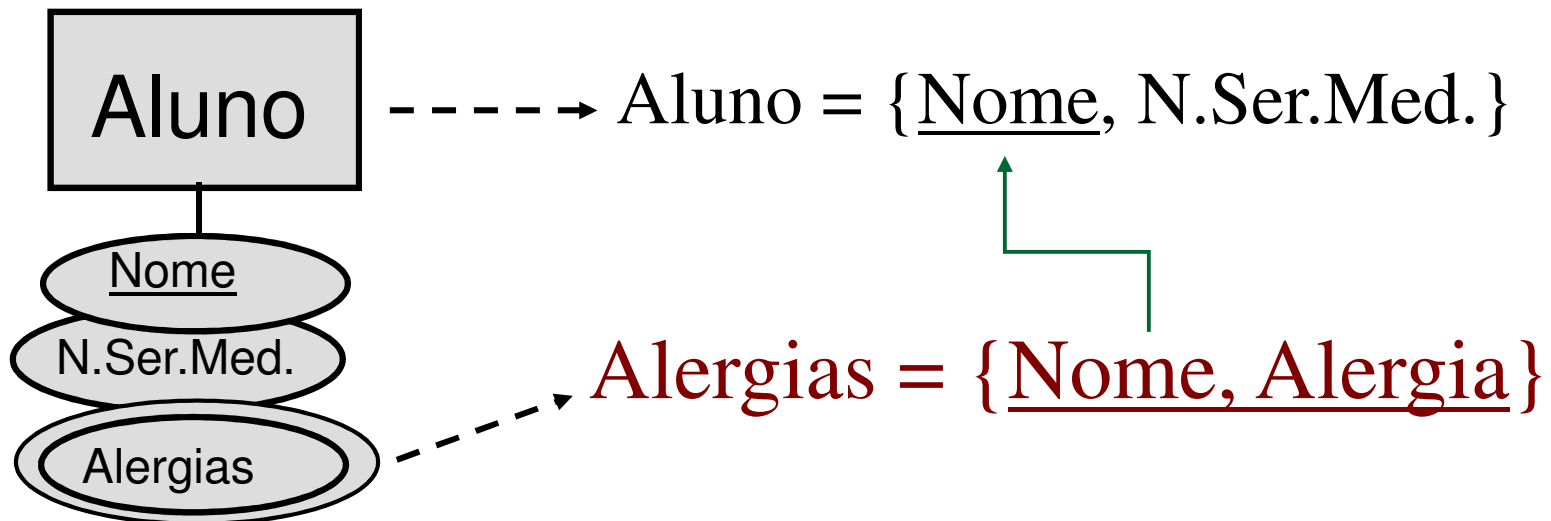 Aluno
Aluno = {Nome, N.Ser.Med.}
Nome
N.Ser.Med.
Alergias = {Nome, Alergia}
Alergias